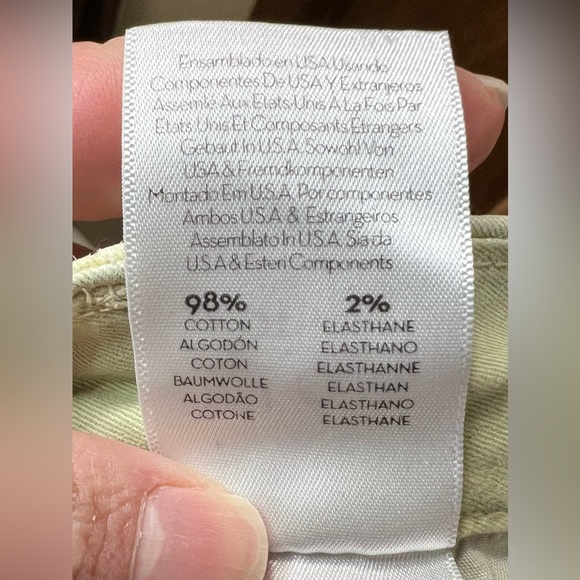 Ensamblado en U.S.A. Usando
Componentes De USA Y Extranjeros
Assemle Aux Etats-Unis A La Fois Par
Etats Unis Et Composants Etrangers
Gebaut In U.S.A. Sowohl Von
USA & Fremdkomponenten
Montado Em U.S.A. Por componentes
Ambos USA & Estrangeiros
Assemblato In U.S.A. Sia da
U.S.A & Esteri Components
98% 2%
COTTON ELASTHANE
ALGODÓN ELASTHANO
COTON ELASTHANNE
BAUMWOLLE ELASTHAN
ALGODÃO ELASTHANO
COTONE ELASTHANE